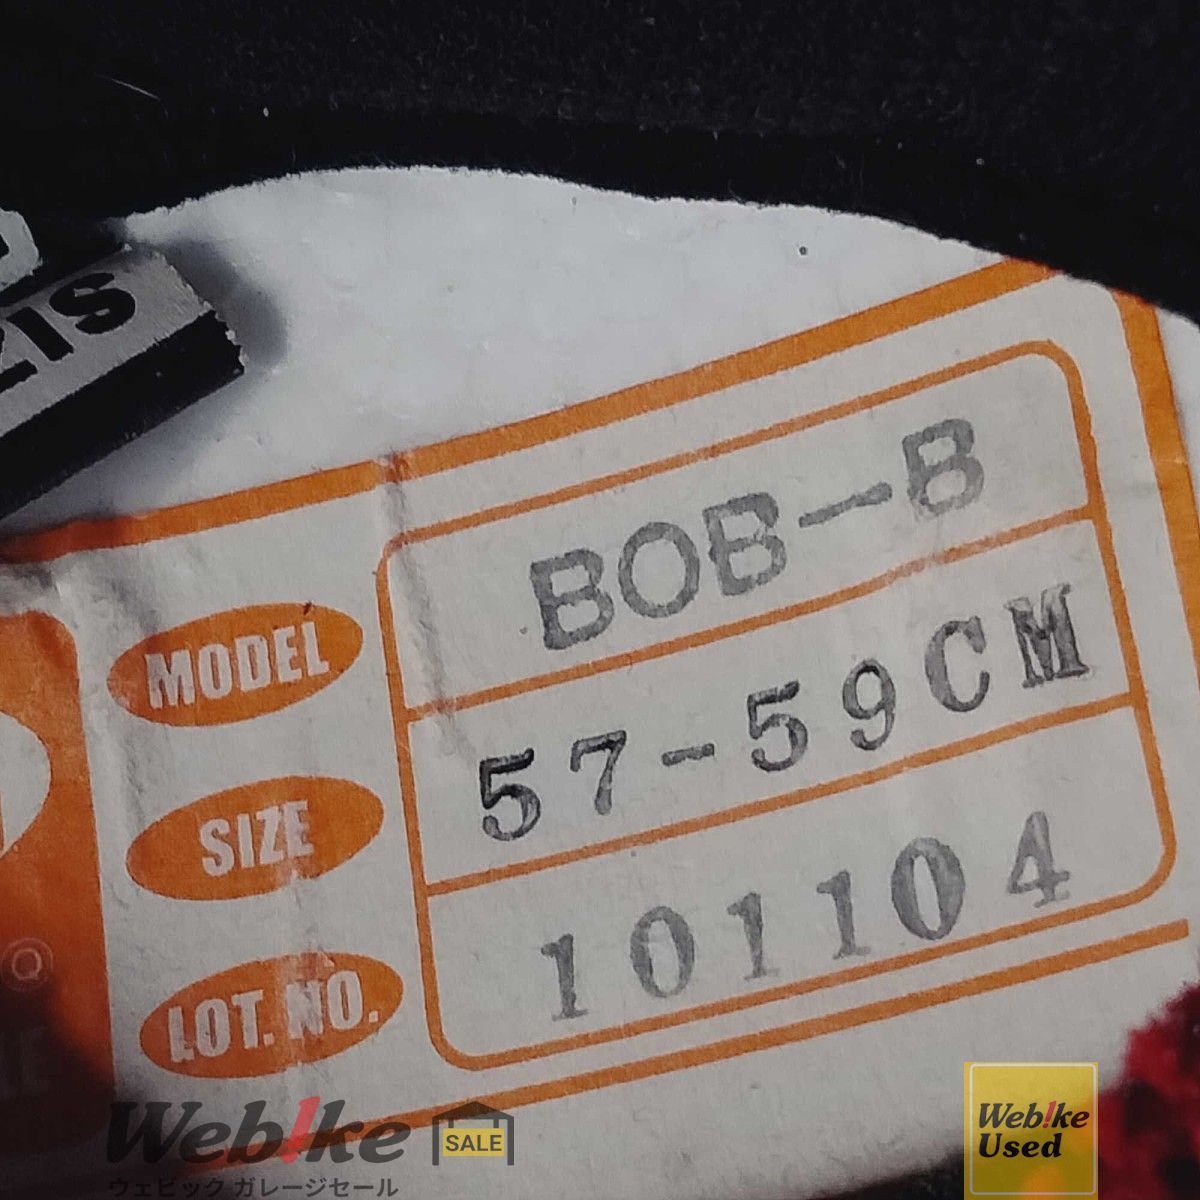 SIS
MODEL BOB-B
SIZE 57-59CM
LOT.NO. 101104
Q
Webike SALE
ウェビック ガレージセール
Webike
Used